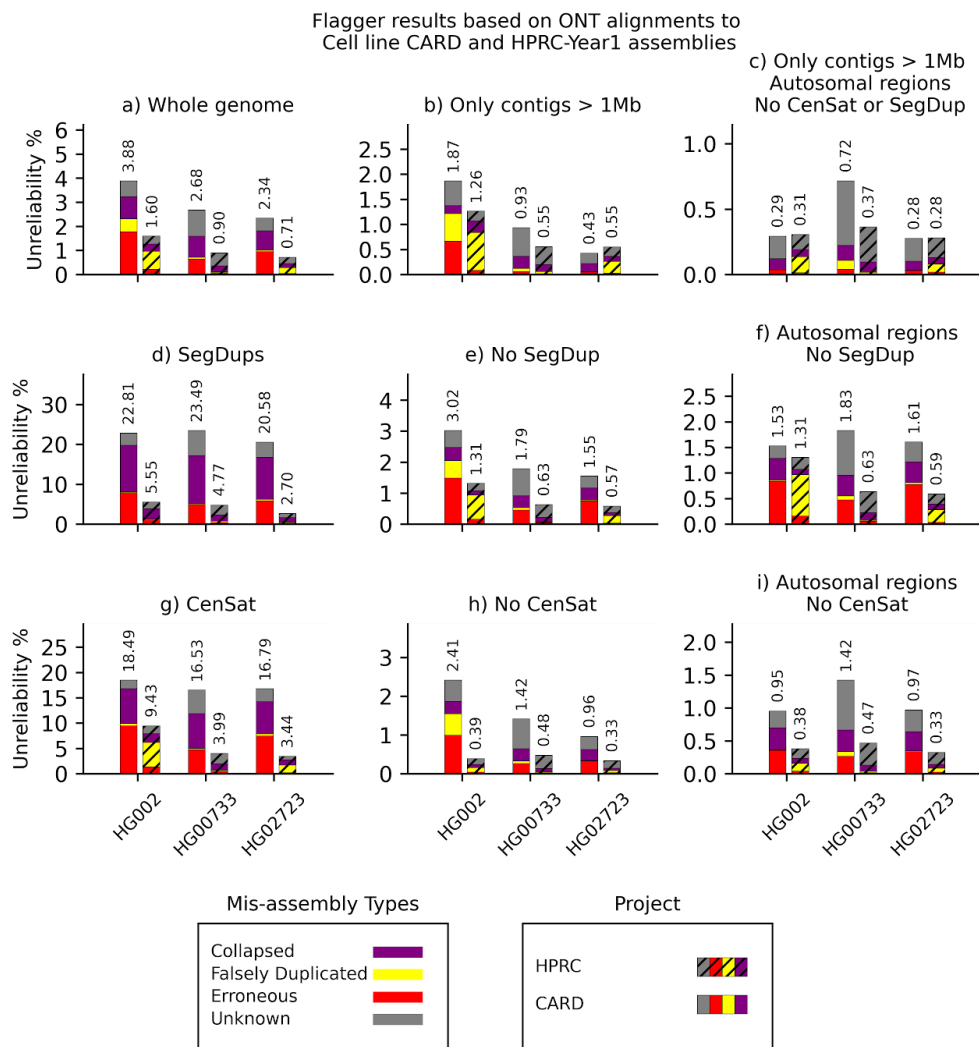 Flagger results based on ONT alignments to
Cell line CARD and HPRC-Year1 assemblies
a) Whole genome
Unreliability %
6
5
4
3
2
1
0
3.88
1.60
2.68
0.90
2.34
0.71
b) Only contigs > 1Mb
2.5
2.0
1.5
1.0
0.5
0.0
1.87
1.26
0.93
0.55
0.43
0.55
c) Only contigs > 1Mb
Autosomal regions
No CenSat or SegDup
1.0
0.5
0.0
0.29
0.31
0.72
0.37
0.28
0.28
d) SegDups
Unreliability %
30
20
10
0
22.81
5.55
23.49
4.77
20.58
2.70
e) No SegDup
4
3
2
1
0
3.02
1.31
1.79
0.63
1.55
0.57
f) Autosomal regions
No SegDup
2.5
2.0
1.5
1.0
0.5
0.0
1.53
1.31
1.83
0.63
1.61
0.59
g) CenSat
Unreliability %
25
20
15
10
5
0
18.49
9.43
16.53
3.99
16.79
3.44
HG002
HG00733
HG02723
h) No CenSat
3
2
1
0
2.41
0.39
1.42
0.48
0.96
0.33
HG002
HG00733
HG02723
i) Autosomal regions
No CenSat
2.0
1.5
1.0
0.5
0.0
0.95
0.38
1.42
0.47
0.97
0.33
HG002
HG00733
HG02723
Mis-assembly Types
Collapsed
Falsely Duplicated
Erroneous
Unknown
Project
HPRC
CARD